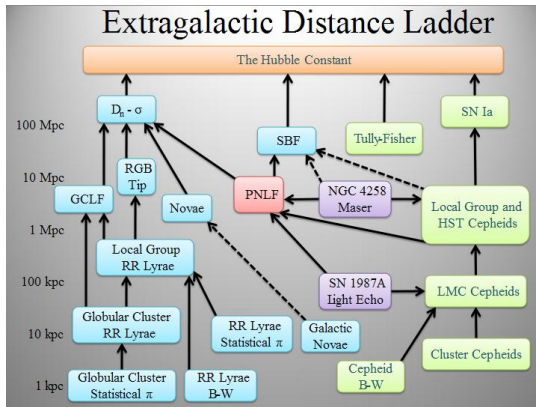 Extragalactic Distance Ladder
The Hubble Constant
Dn - σ
SN Ia
100 Mpc
SBF
Tully-Fisher
10 Mpc
RGB
Tip
GCLF
PNLF
NGC 4258
Maser
Novae
Local Group and
HST Cepheids
1 Mpc
Local Group
RR Lyrae
100 kpc
SN 1987A
Light Echo
LMC Cepheids
Globular Cluster
RR Lyrae
10 kpc
RR Lyrae
Statistical π
Galactic
Novae
Cluster Cepheids
Cepheid
B-W
1 kpc
Globular Cluster
Statistical π
RR Lyrae
B-W